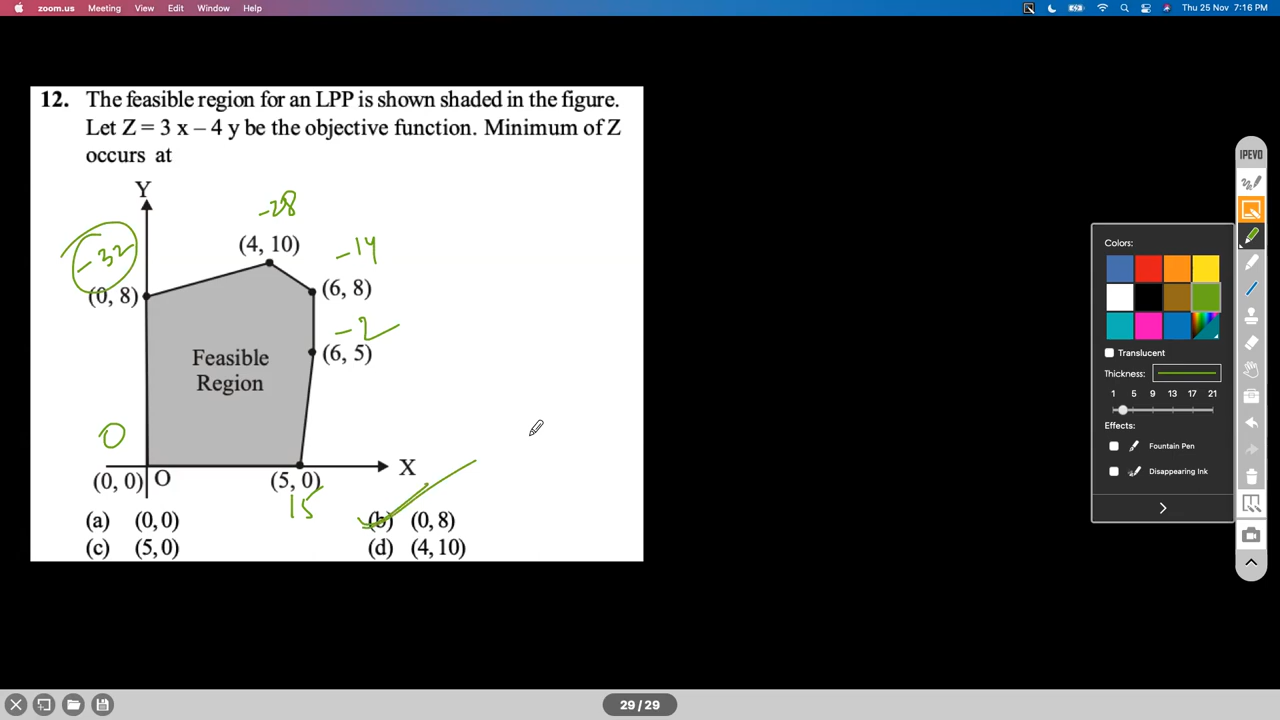 zoom.us Meeting View Edit Window Help Thu 25 Nov 7:16 PM
12. The feasible region for an LPP is shown shaded in the figure.
Let Z = 3 x – 4 y be the objective function. Minimum of Z
occurs at
Y
-28
(4, 10)
-14
-32
(0, 8)
(6, 8)
-2
(6, 5)
Feasible
Region
0
X
(0, 0) O
(5, 0)
15
(a) (0, 0) (b) (0, 8)
(c) (5, 0) (d) (4, 10)
IPEVO
Colors:
Translucent
Thickness:
1 5 9 13 17 21
Effects:
Fountain Pen
Disappearing Ink
29 / 29